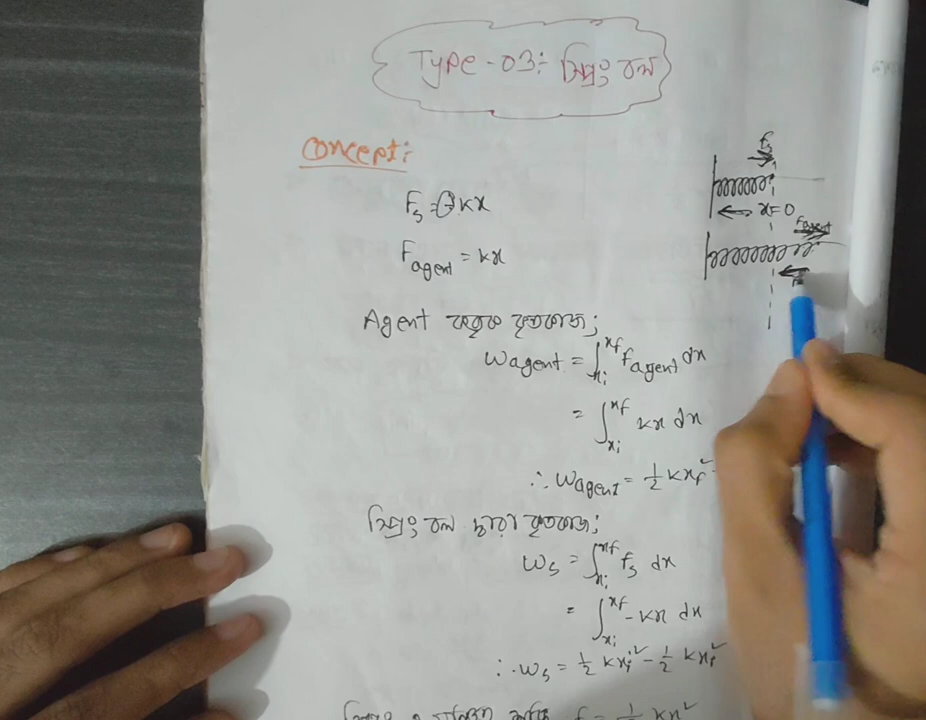 Type-03: স্প্রিং বল
Concept:
Fs = -kx
Fagent = kx
Agent কর্তৃক কৃতকাজ;
Wagent = ∫xi^xf Fagent dx
= ∫xi^xf kx dx
∴ Wagent = ½ kxf²
স্প্রিং বল দ্বারা কৃতকাজ;
Ws = ∫xi^xf Fs dx
= ∫xi^xf -kx dx
∴ Ws = ½ kxi² - ½ kxf²
Fs
x=0
Fagent